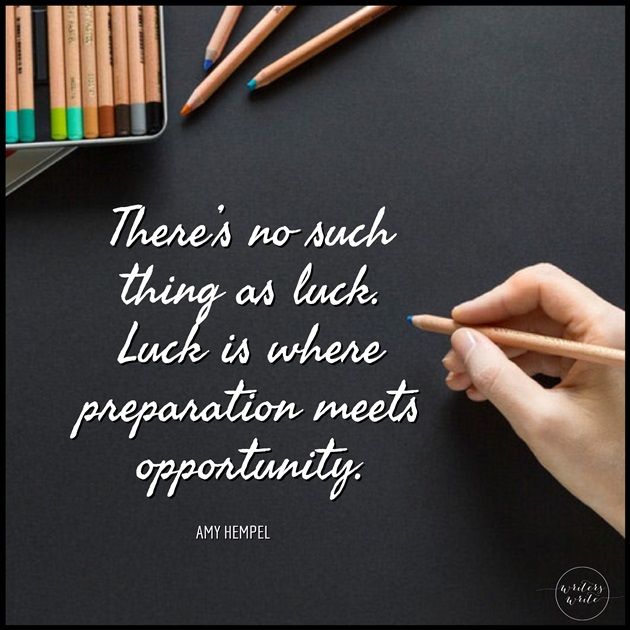 There's no such
thing as luck.
Luck is where
preparation meets
opportunity.
AMY HEMPEL
writers
write